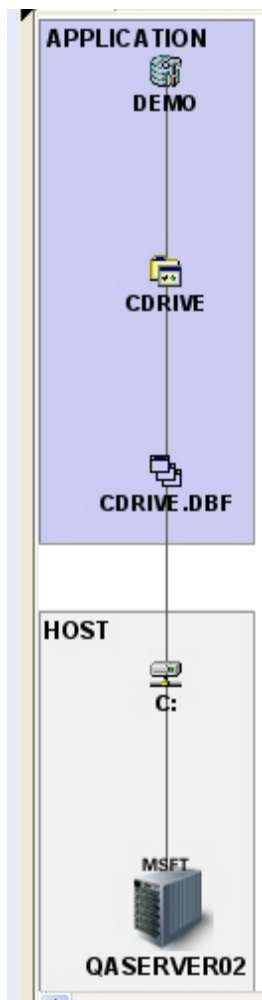 APPLICATION
DEMO
CDRIVE
CDRIVE.DBF
HOST
C:
MSFT
QASERVER02